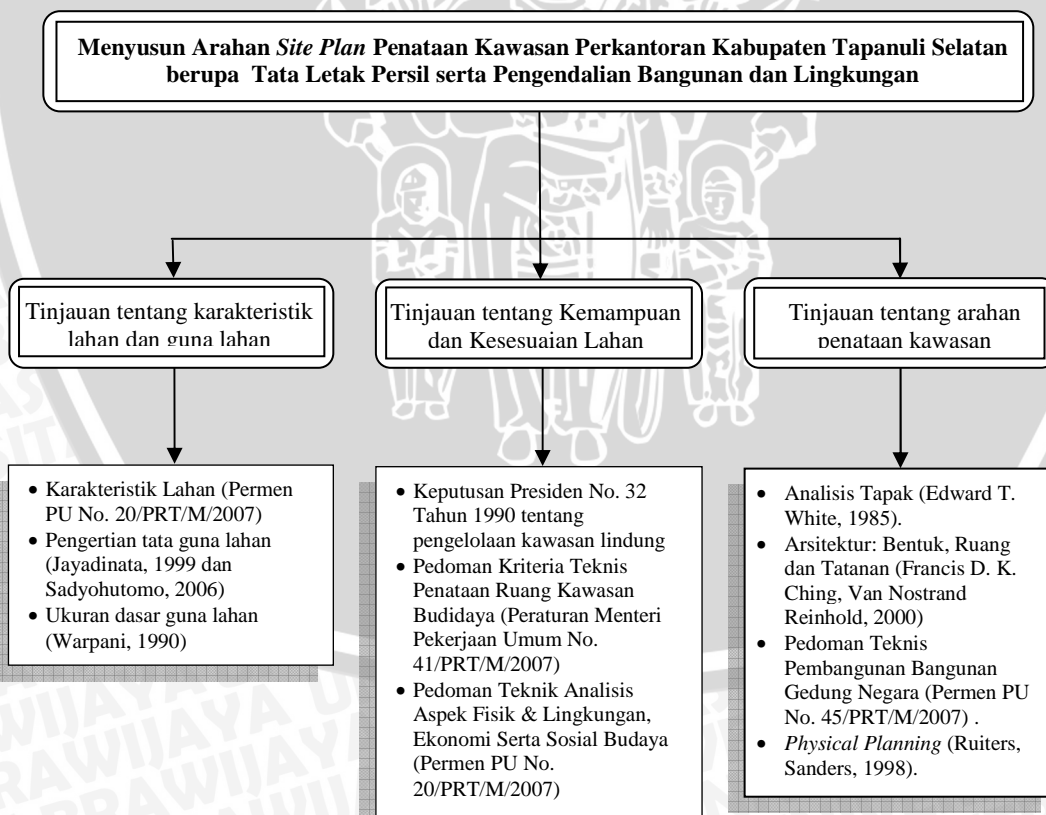 Menyusun Arahan Site Plan Penataan Kawasan Perkantoran Kabupaten Tapanuli Selatan
berupa Tata Letak Persil serta Pengendalian Bangunan dan Lingkungan
Tinjauan tentang karakteristik
lahan dan guna lahan
Tinjauan tentang Kemampuan
dan Kesesuaian Lahan
Tinjauan tentang arahan
penataan kawasan
• Karakteristik Lahan (Permen
PU No. 20/PRT/M/2007)
• Pengertian tata guna lahan
(Jayadinata, 1999 dan
Sadyohutomo, 2006)
• Ukuran dasar guna lahan
(Warpani, 1990)
• Keputusan Presiden No. 32
Tahun 1990 tentang
pengelolaan kawasan lindung
• Pedoman Kriteria Teknis
Penataan Ruang Kawasan
Budidaya (Peraturan Menteri
Pekerjaan Umum No.
41/PRT/M/2007)
• Pedoman Teknik Analisis
Aspek Fisik & Lingkungan,
Ekonomi Serta Sosial Budaya
(Permen PU No.
20/PRT/M/2007)
• Analisis Tapak (Edward T.
White, 1985).
• Arsitektur: Bentuk, Ruang
dan Tatanan (Francis D. K.
Ching, Van Nostrand
Reinhold, 2000)
• Pedoman Teknis
Pembangunan Bangunan
Gedung Negara (Permen PU
No. 45/PRT/M/2007) .
• Physical Planning (Ruiters,
Sanders, 1998).